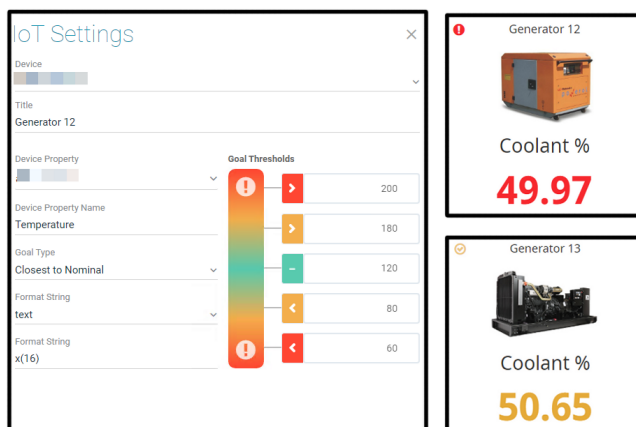 IoT Settings
Device
Title
Generator 12
Device Property
Device Property Name
Temperature
Goal Type
Closest to Nominal
Format String
text
Format String
x(16)
Goal Thresholds
200
180
120
80
60
Generator 12
Coolant %
49.97
Generator 13
Coolant %
50.65